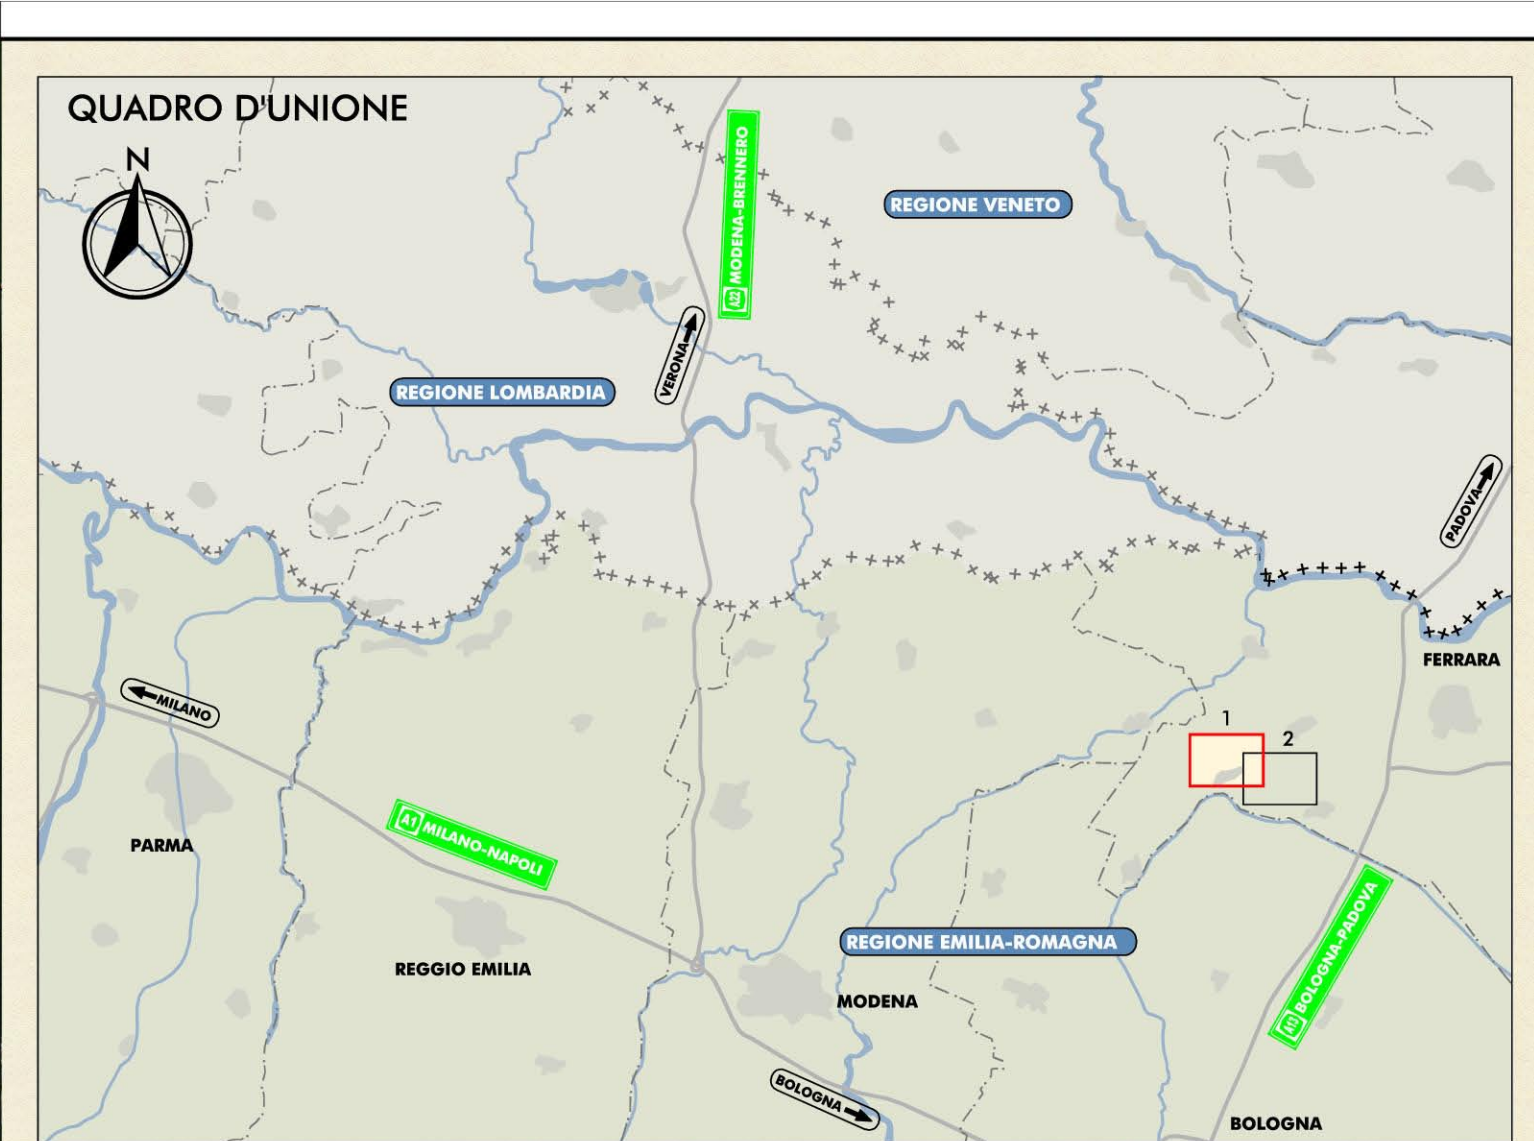 QUADRO D'UNIONE
N
A22 MODENA-BRENNERO
REGIONE VENETO
VERONA
REGIONE LOMBARDIA
PADOVA
FERRARA
MILANO
1
2
PARMA
A1 MILANO-NAPOLI
REGIONE EMILIA-ROMAGNA
A13 BOLOGNA-PADOVA
REGGIO EMILIA
MODENA
BOLOGNA
BOLOGNA